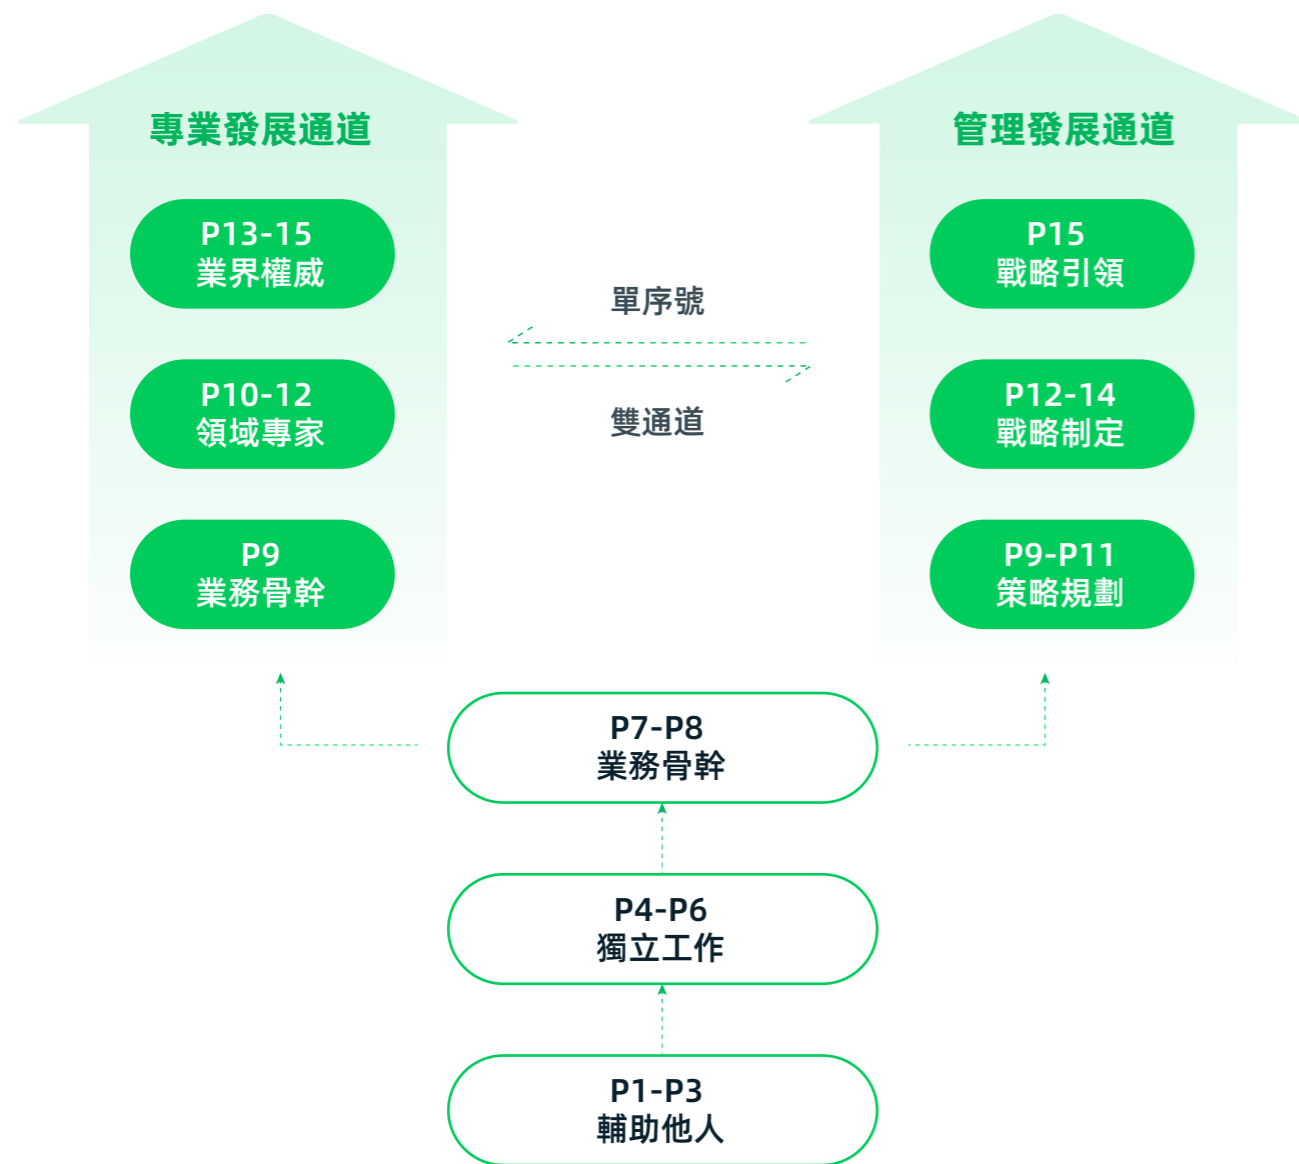 專業發展通道
P13-15
業界權威
P10-12
領域專家
P9
業務骨幹
單序號
雙通道
管理發展通道
P15
戰略引領
P12-14
戰略制定
P9-P11
策略規劃
P7-P8
業務骨幹
P4-P6
獨立工作
P1-P3
輔助他人